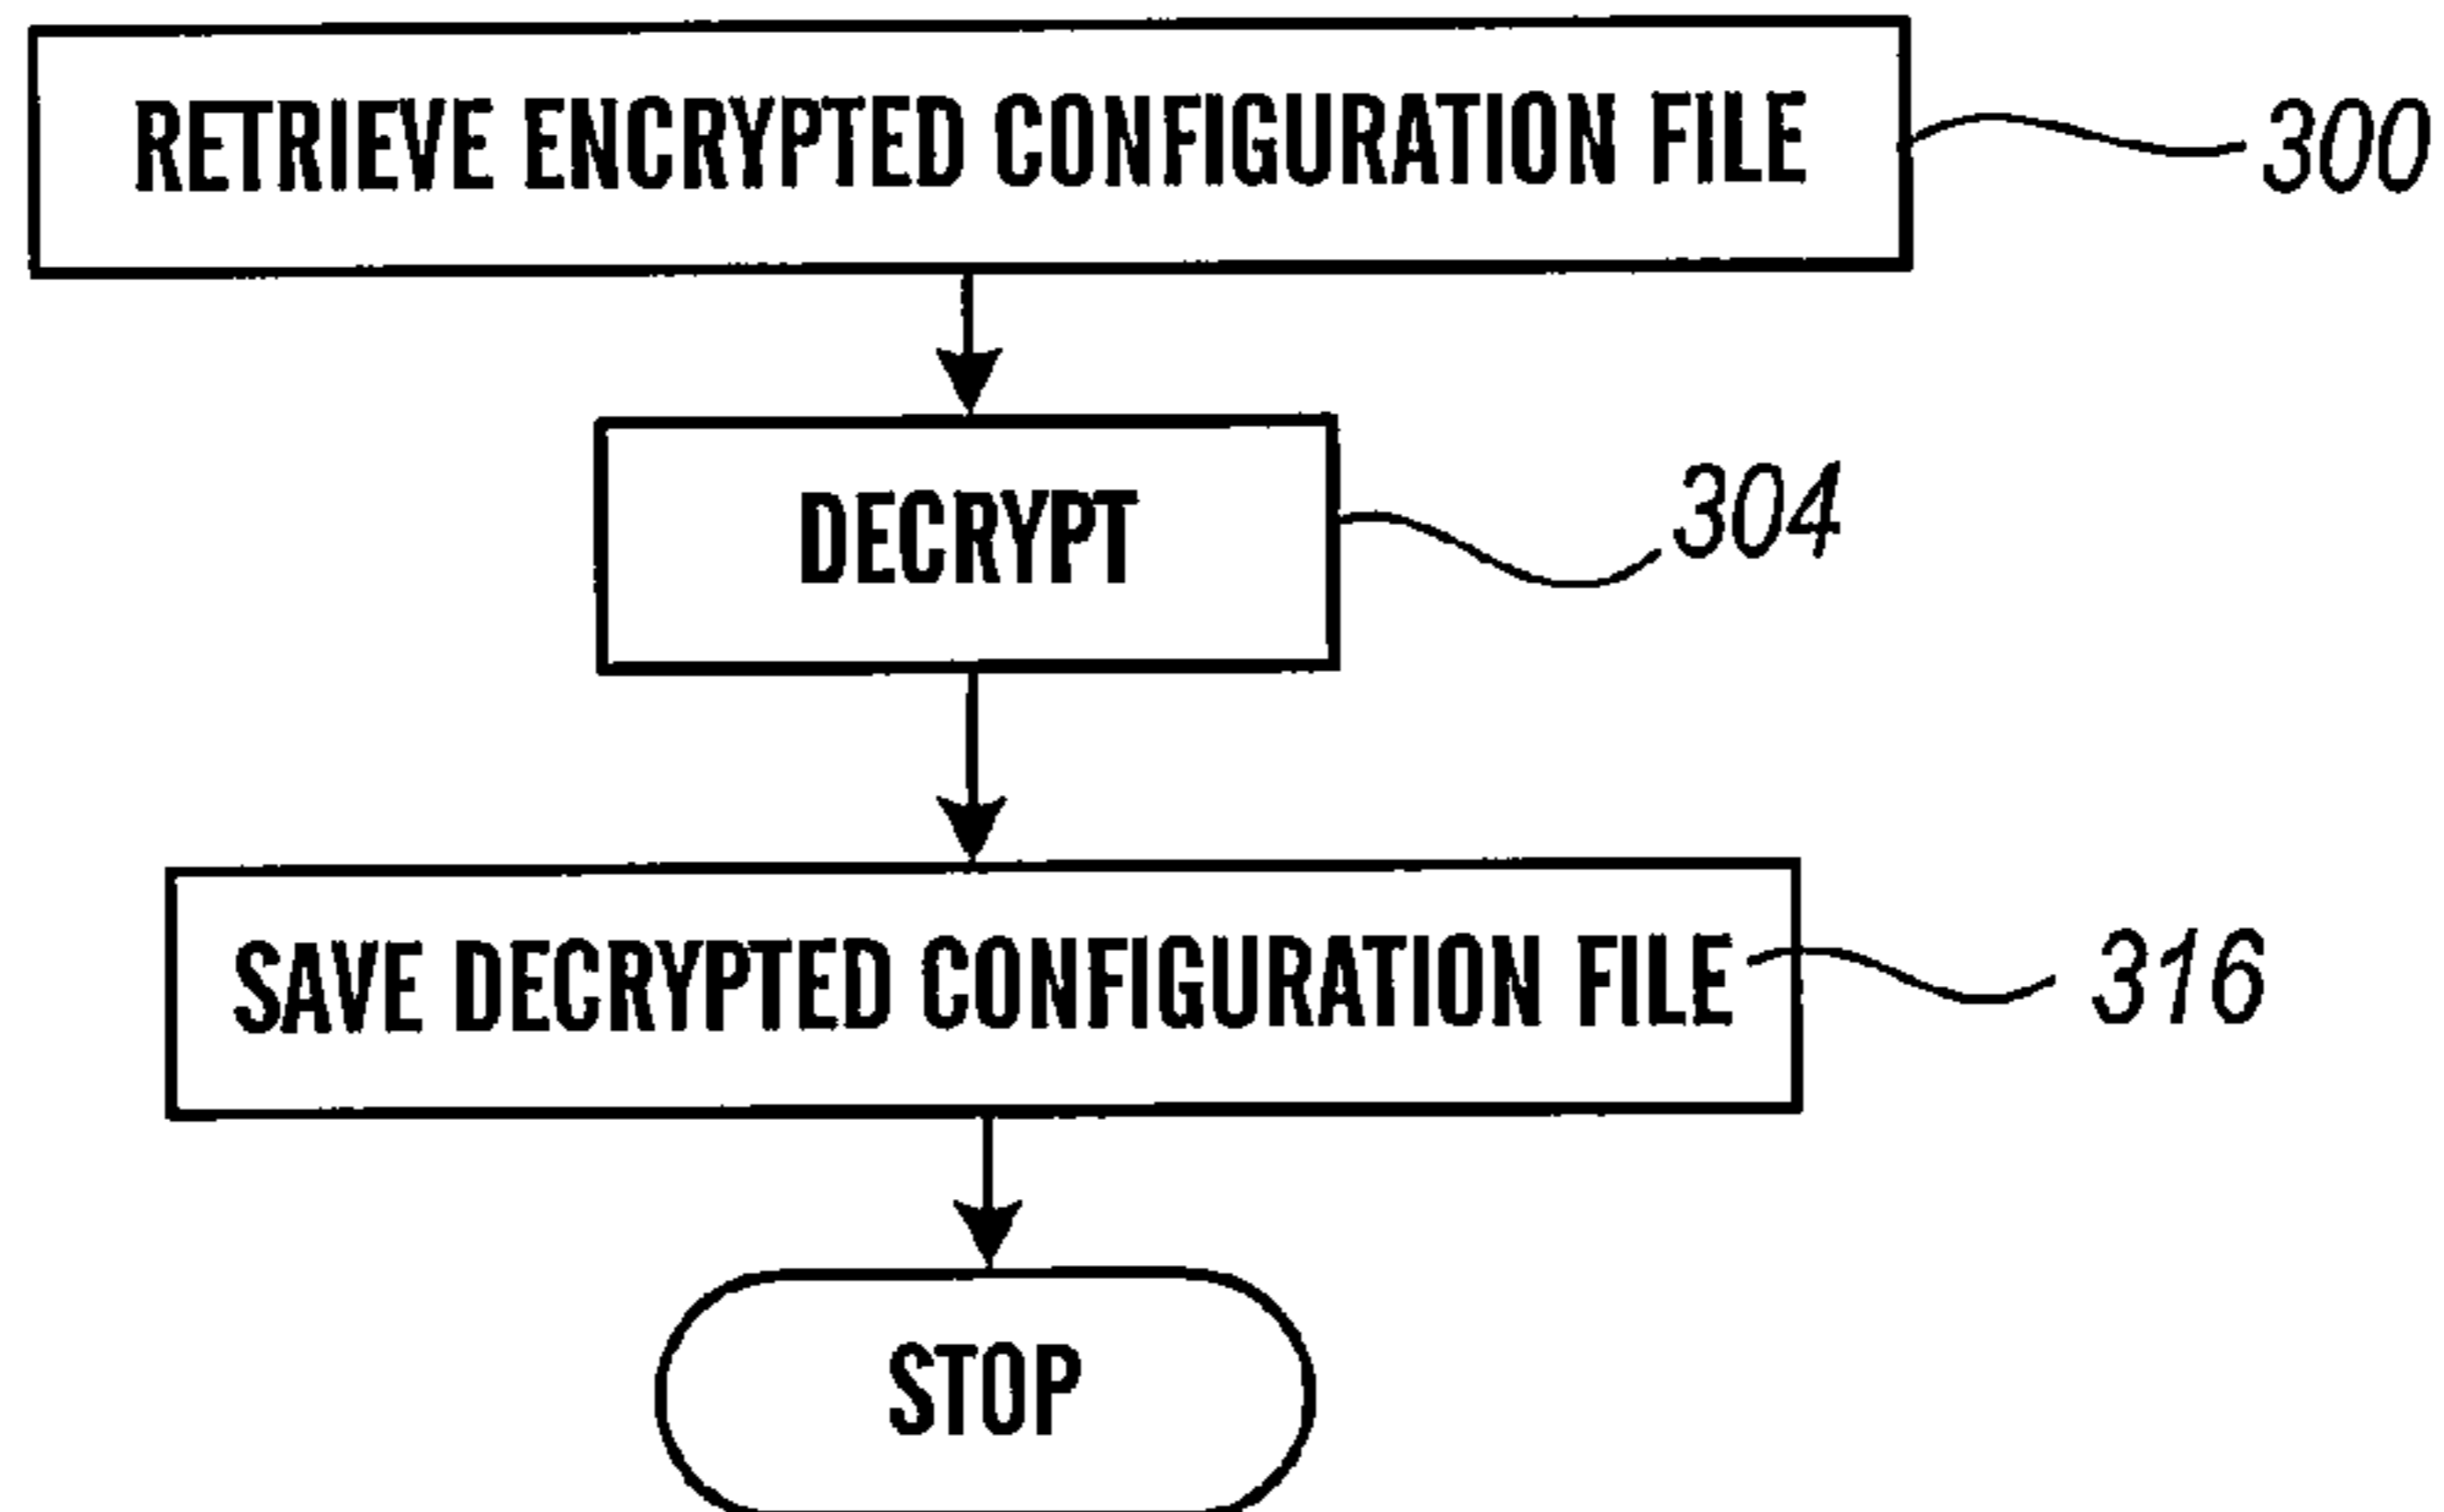 RETRIEVE ENCRYPTED CONFIGURATION FILE
300
DECRYPT
304
SAVE DECRYPTED CONFIGURATION FILE
316
STOP